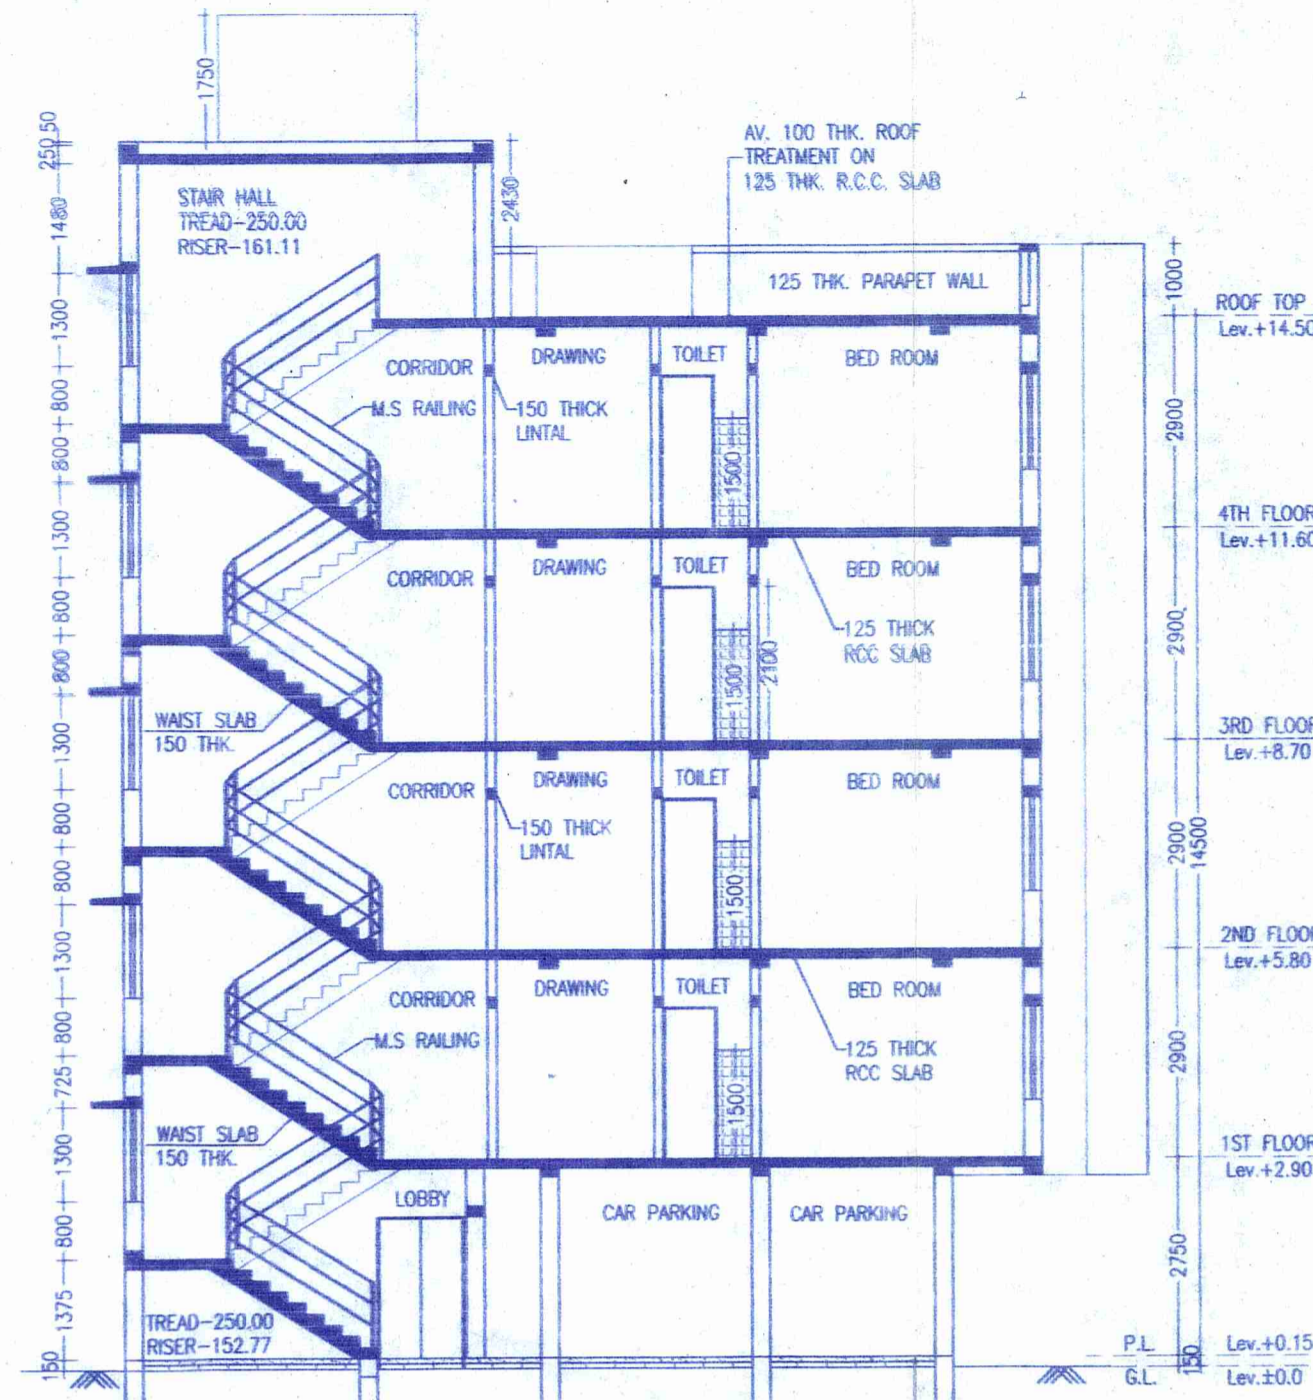 1750
250.50
AV. 100 THK. ROOF
TREATMENT ON
125 THK. R.C.C. SLAB
STAIR HALL
TREAD-250.00
RISER-161.11
2430
1480
125 THK. PARAPET WALL
1000
ROOF TOP
Lev.+14.50
1300
CORRIDOR
DRAWING
TOILET
BED ROOM
M.S RAILING
150 THICK
LINTAL
800
800
1500
2900
4TH FLOOR
Lev.+11.60
1300
CORRIDOR
DRAWING
TOILET
BED ROOM
800
125 THICK
RCC SLAB
1500
2100
2900
800
WAIST SLAB
150 THK.
3RD FLOOR
Lev.+8.70
1300
CORRIDOR
DRAWING
TOILET
BED ROOM
150 THICK
LINTAL
800
800
1500
2900
14500
2ND FLOOR
Lev.+5.80
1300
CORRIDOR
DRAWING
TOILET
BED ROOM
800
M.S RAILING
125 THICK
RCC SLAB
725
1500
2900
WAIST SLAB
150 THK.
1ST FLOOR
Lev.+2.90
1300
LOBBY
CAR PARKING
CAR PARKING
800
2750
1375
TREAD-250.00
RISER-152.77
P.L.
Lev.+0.15
150
150
G.L.
Lev.±0.0